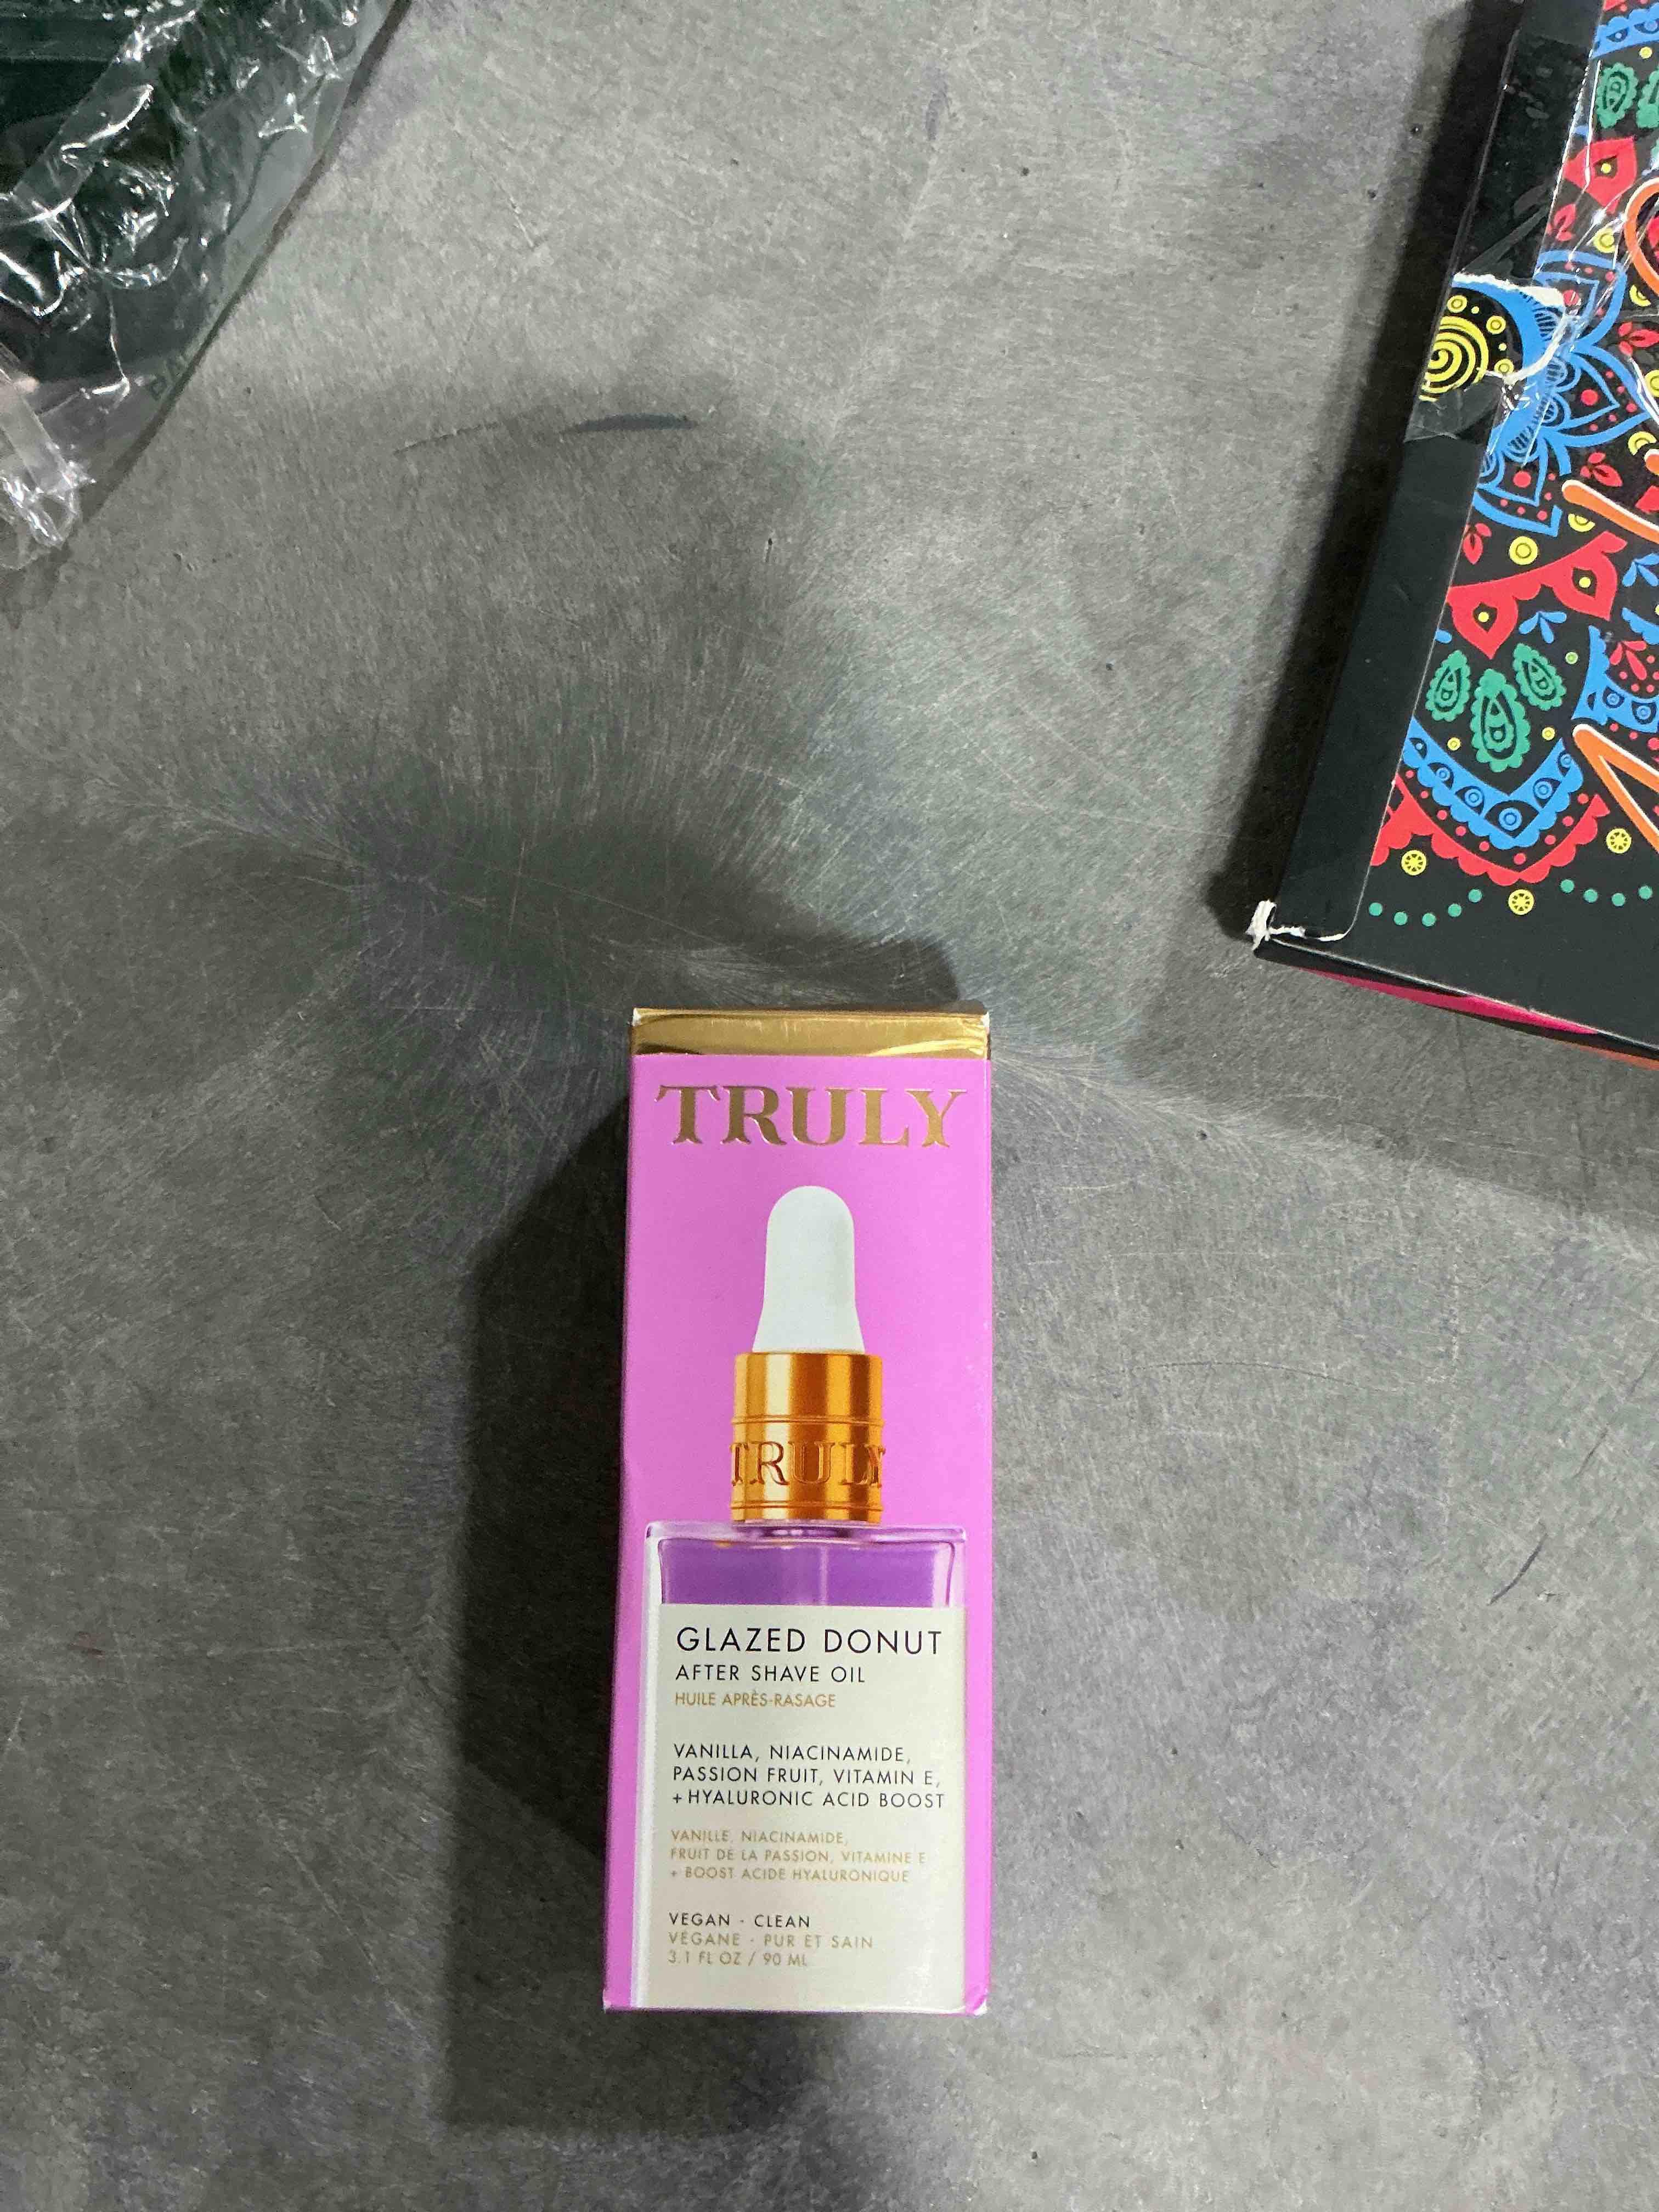 TRULY
TRULY
GLAZED DONUT
AFTER SHAVE OIL
HUILE APRÈS-RASAGE
VANILLA, NIACINAMIDE,
PASSION FRUIT, VITAMIN E,
+ HYALURONIC ACID BOOST
VANILLE, NIACINAMIDE,
FRUIT DE LA PASSION, VITAMINE E
+ BOOST ACIDE HYALURONIQUE
VEGAN - CLEAN
VÉGANE - PUR ET SAIN
3.1 FL OZ / 90 ML